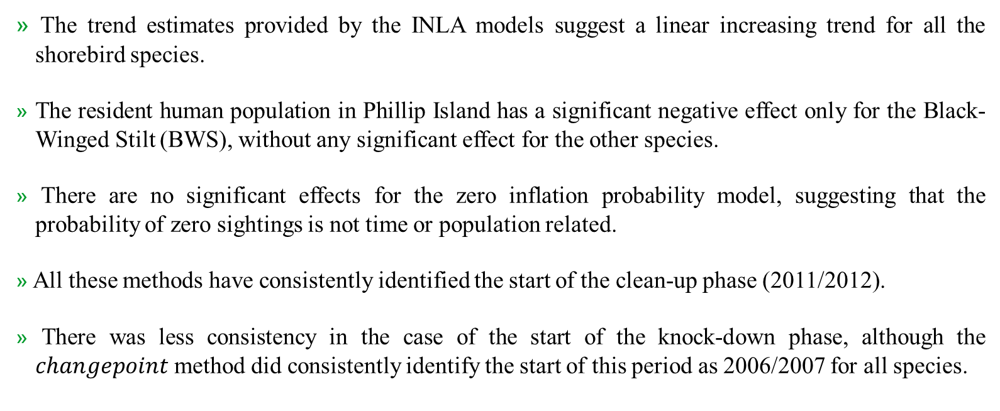 » The trend estimates provided by the INLA models suggest a linear increasing trend for all the
shorebird species.
» The resident human population in Phillip Island has a significant negative effect only for the Black-
Winged Stilt (BWS), without any significant effect for the other species.
» There are no significant effects for the zero inflation probability model, suggesting that the
probability of zero sightings is not time or population related.
» All these methods have consistently identified the start of the clean-up phase (2011/2012).
» There was less consistency in the case of the start of the knock-down phase, although the
changepoint method did consistently identify the start of this period as 2006/2007 for all species.